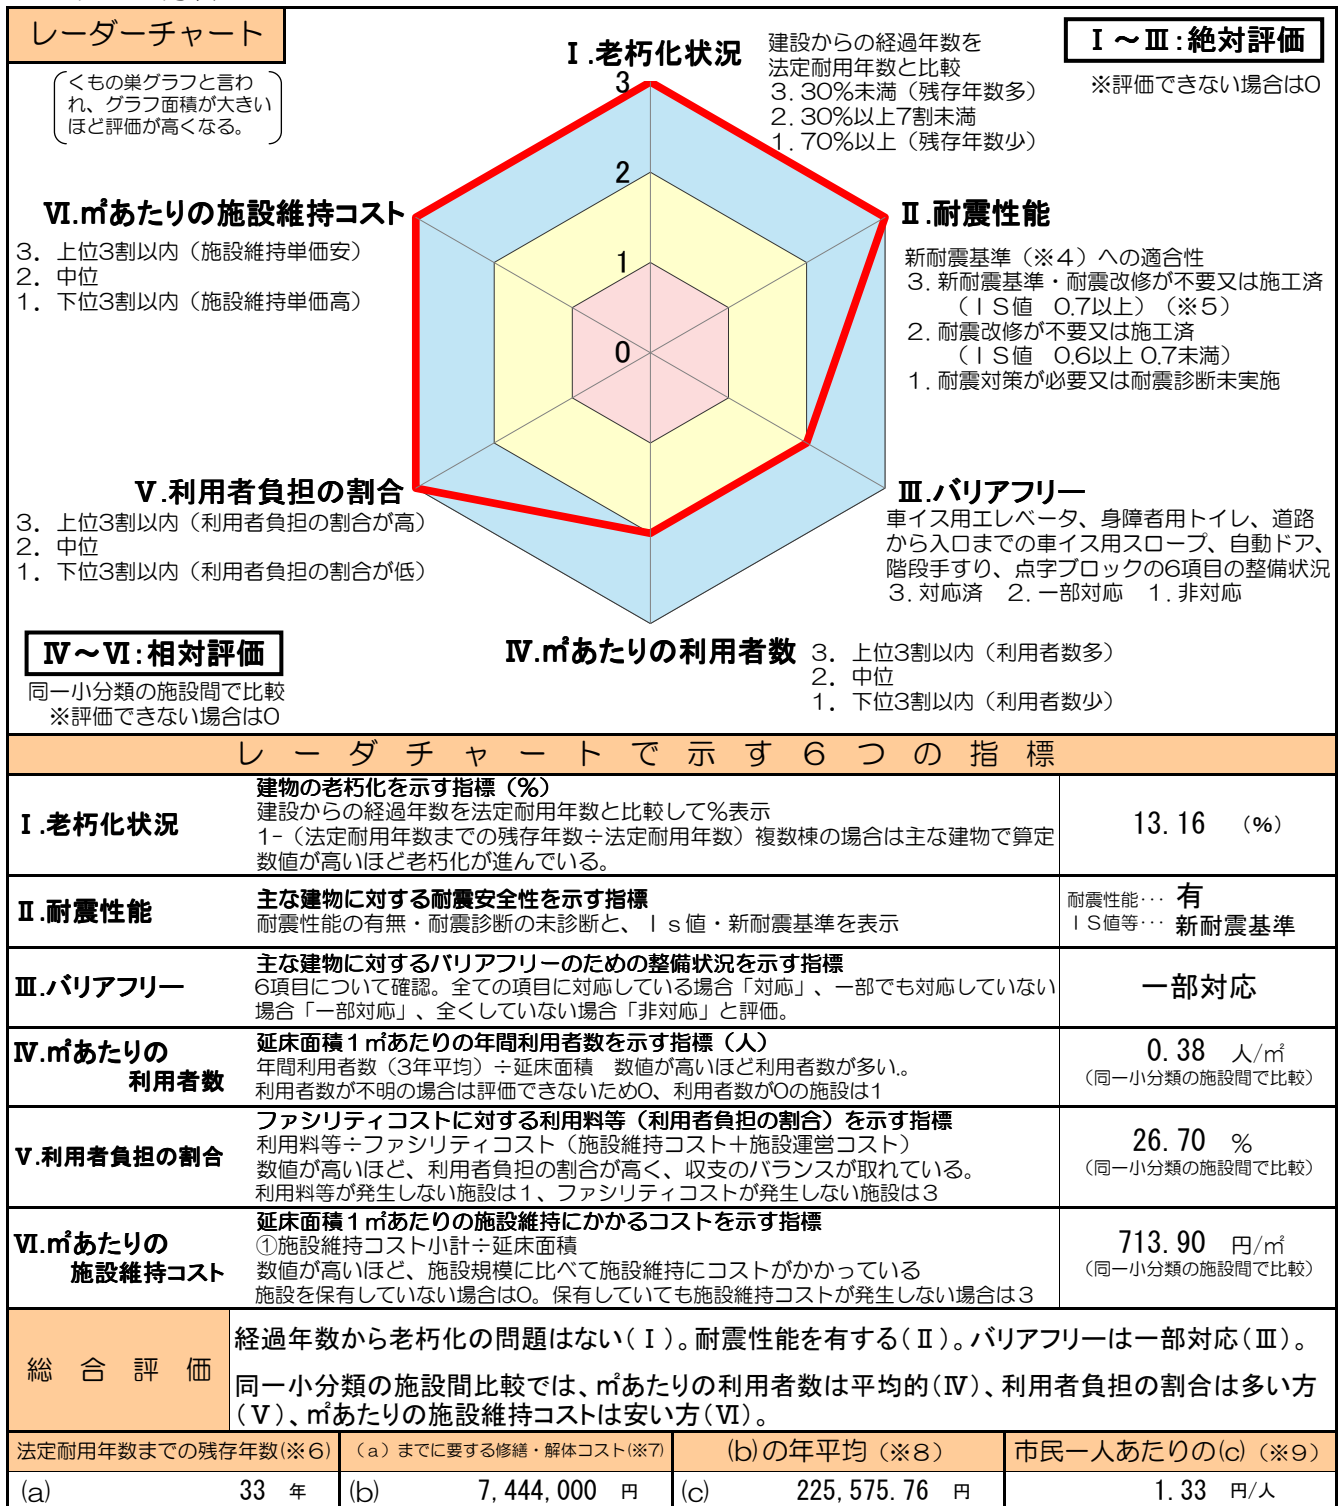 レーダーチャート
くもの巣グラフと言わ
れ、グラフ面積が大きい
ほど評価が高くなる。
Ⅰ～Ⅲ:絶対評価
※評価できない場合は0
Ⅰ.老朽化状況
建設からの経過年数を
法定耐用年数と比較
3. 30%未満（残存年数多）
2. 30%以上7割未満
1. 70%以上（残存年数少）
3
2
1
0
Ⅵ.㎡あたりの施設維持コスト
3. 上位3割以内（施設維持単価安）
2. 中位
1. 下位3割以内（施設維持単価高）
Ⅱ.耐震性能
新耐震基準（※4）への適合性
3. 新耐震基準・耐震改修が不要又は施工済
（ＩＳ値　0.7以上）（※5）
2. 耐震改修が不要又は施工済
（ＩＳ値　0.6以上 0.7未満）
1. 耐震対策が必要又は耐震診断未実施
Ⅴ.利用者負担の割合
3. 上位3割以内（利用者負担の割合が高）
2. 中位
1. 下位3割以内（利用者負担の割合が低）
Ⅲ.バリアフリー
車イス用エレベータ、身障者用トイレ、道路
から入口までの車イス用スロープ、自動ドア、
階段手すり、点字ブロックの6項目の整備状況
3. 対応済　2. 一部対応　1. 非対応
Ⅳ～Ⅵ:相対評価
同一小分類の施設間で比較
※評価できない場合は0
Ⅳ.㎡あたりの利用者数
3. 上位3割以内（利用者数多）
2. 中位
1. 下位3割以内（利用者数少）
レーダチャートで示す6つの指標
Ⅰ.老朽化状況
建物の老朽化を示す指標（%）
建設からの経過年数を法定耐用年数と比較して%表示
1-（法定耐用年数までの残存年数÷法定耐用年数）複数棟の場合は主な建物で算定
数値が高いほど老朽化が進んでいる。
13.16 （%）
Ⅱ.耐震性能
主な建物に対する耐震安全性を示す指標
耐震性能の有無・耐震診断の未診断と、Ｉｓ値・新耐震基準を表示
耐震性能… 有
ＩＳ値等… 新耐震基準
Ⅲ.バリアフリー
主な建物に対するバリアフリーのための整備状況を示す指標
6項目について確認。全ての項目に対応している場合「対応」、一部でも対応していない
場合「一部対応」、全くしていない場合「非対応」と評価。
一部対応
Ⅳ.㎡あたりの
利用者数
延床面積１㎡あたりの年間利用者数を示す指標（人）
年間利用者数（3年平均）÷延床面積　数値が高いほど利用者数が多い。
利用者数が不明の場合は評価できないため0、利用者数が0の施設は1
0.38 人/㎡
（同一小分類の施設間で比較）
Ⅴ.利用者負担の割合
ファシリティコストに対する利用料等（利用者負担の割合）を示す指標
利用料等÷ファシリティコスト（施設維持コスト＋施設運営コスト）
数値が高いほど、利用者負担の割合が高く、収支のバランスが取れている。
利用料等が発生しない施設は１、ファシリティコストが発生しない施設は３
26.70 %
（同一小分類の施設間で比較）
Ⅵ.㎡あたりの
施設維持コスト
延床面積１㎡あたりの施設維持にかかるコストを示す指標
①施設維持コスト小計÷延床面積
数値が高いほど、施設規模に比べて施設維持にコストがかかっている
施設を保有していない場合は0。保有していても施設維持コストが発生しない場合は３
713.90 円/㎡
（同一小分類の施設間で比較）
総合評価
経過年数から老朽化の問題はない(Ⅰ)。耐震性能を有する(Ⅱ)。バリアフリーは一部対応(Ⅲ)。
同一小分類の施設間比較では、㎡あたりの利用者数は平均的(Ⅳ)、利用者負担の割合は多い方
(Ⅴ)、㎡あたりの施設維持コストは安い方(Ⅵ)。
法定耐用年数までの残存年数(※6)
（a）までに要する修繕・解体コスト(※7)
(b)の年平均（※8）
市民一人あたりの(c)（※9）
(a) 33 年
(b) 7,444,000 円
(c) 225,575.76 円
1.33 円/人